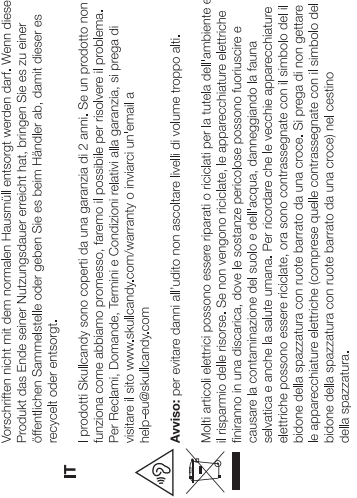 Vorschriften nicht mit dem normalen Hausmüll entsorgt werden darf. Wenn diese
Produkt das Ende seiner Nutzungsdauer erreicht hat, bringen Sie es zu einer
öffentlichen Sammelstelle oder geben Sie es beim Händler ab, damit dieser es
recycelt oder entsorgt.
IT
I prodotti Skullcandy sono coperti da una garanzia di 2 anni. Se un prodotto non
funziona come abbiamo promesso, faremo il possibile per risolvere il problema.
Per Reclami, Domande, Termini e Condizioni relativi alla garanzia, si prega di
visitare il sito www.skullcandy.com/warranty o inviarci un'email a
help-eu@skullcandy.com
Avviso: per evitare danni all'udito non ascoltare livelli di volume troppo alti.
Molti articoli elettrici possono essere riparati o riciclati per la tutela dell'ambiente e
il risparmio delle risorse. Se non vengono riciclate, le apparecchiature elettriche
finiranno in una discarica, dove le sostanze pericolose possono fuoriuscire e
causare la contaminazione del suolo e dell'acqua, danneggiando la fauna
selvatica e anche la salute umana. Per ricordare che le vecchie apparecchiature
elettriche possono essere riciclate, ora sono contrassegnate con il simbolo del il
bidone della spazzatura con ruote barrato da una croce. Si prega di non gettare
le apparecchiature elettriche (comprese quelle contrassegnate con il simbolo del
bidone della spazzatura con ruote barrato da una croce) nel cestino
della spazzatura.